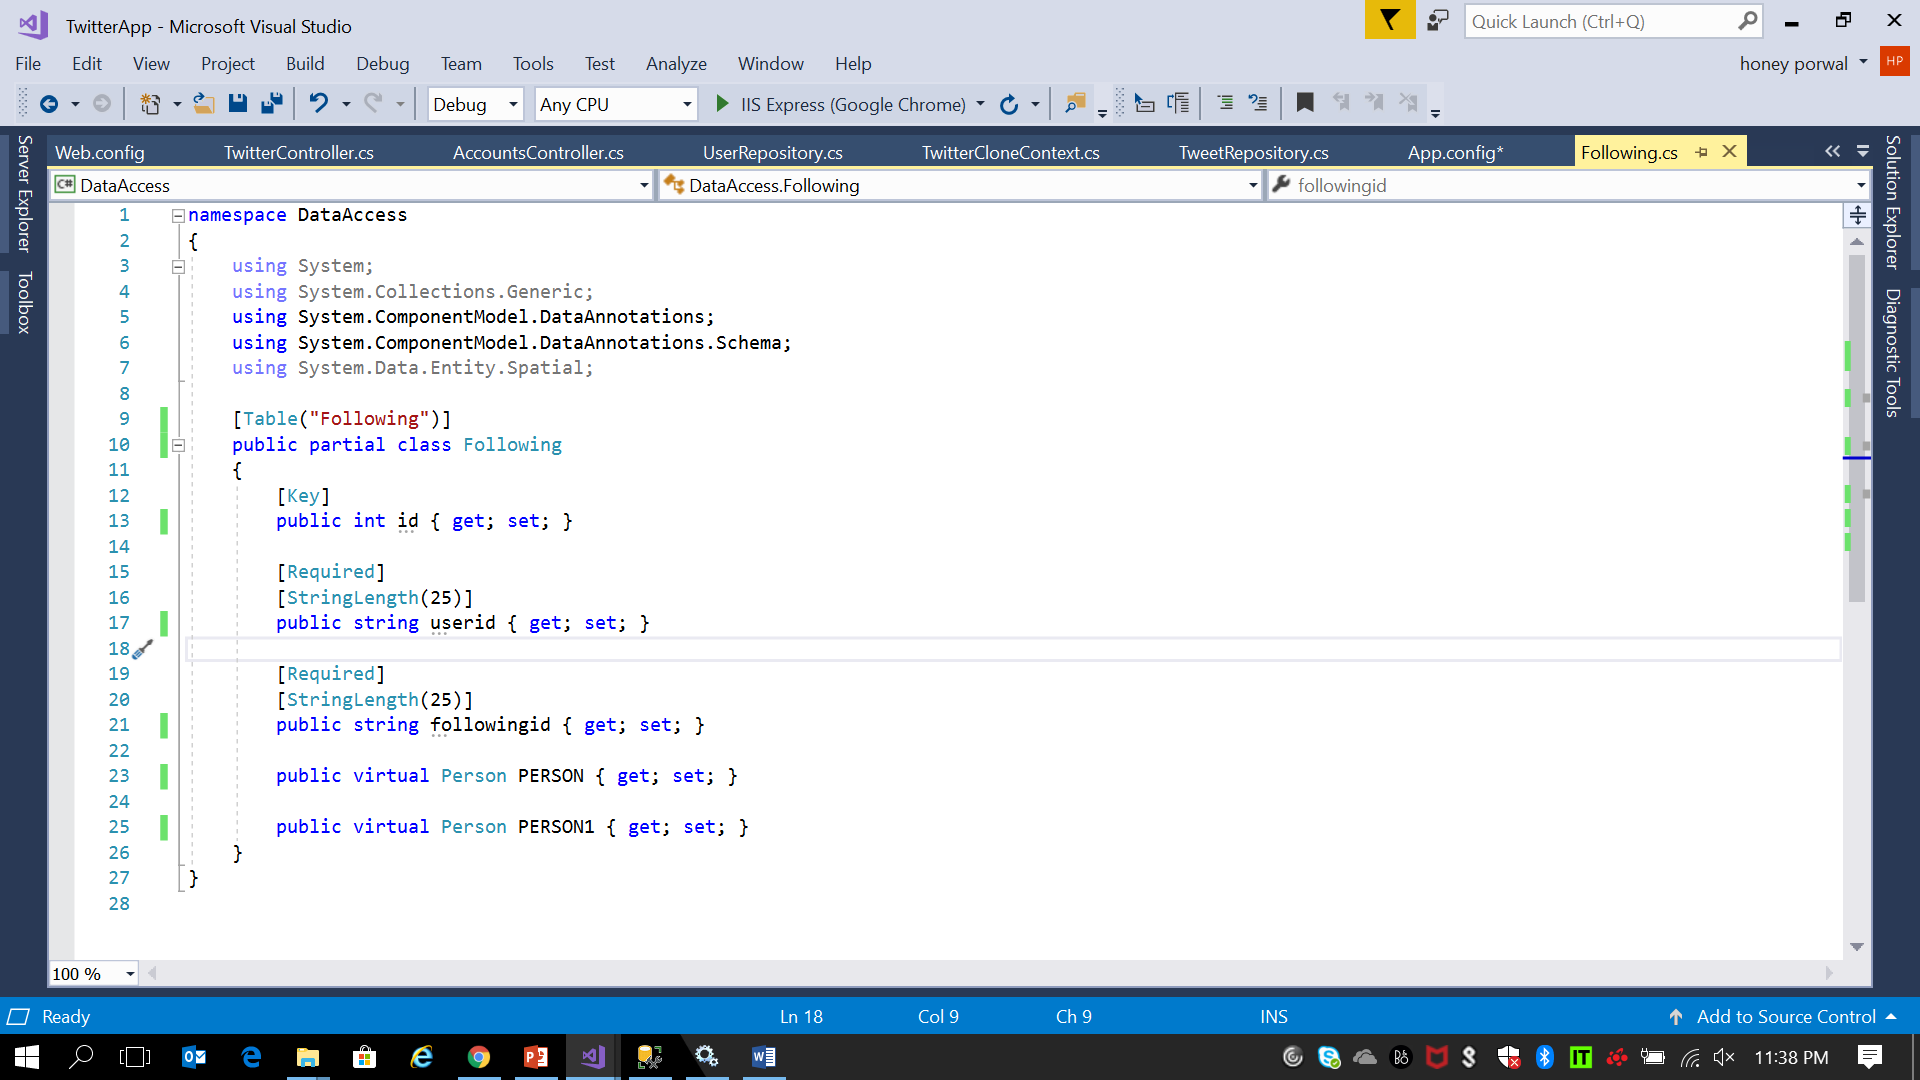 TwitterApp - Microsoft Visual Studio
Quick Launch (Ctrl+Q)
File Edit View Project Build Debug Team Tools Test Analyze Window Help
honey porwal HP
Debug Any CPU IIS Express (Google Chrome)
Server Explorer
Toolbox
Web.config TwitterController.cs AccountsController.cs UserRepository.cs TwitterCloneContext.cs TweetRepository.cs App.config* Following.cs
Solution Explorer
Diagnostic Tools
C# DataAccess DataAccess.Following followingid
1 namespace DataAccess
2 {
3 using System;
4 using System.Collections.Generic;
5 using System.ComponentModel.DataAnnotations;
6 using System.ComponentModel.DataAnnotations.Schema;
7 using System.Data.Entity.Spatial;
8
9 [Table("Following")]
10 public partial class Following
11 {
12 [Key]
13 public int id { get; set; }
14
15 [Required]
16 [StringLength(25)]
17 public string userid { get; set; }
18
19 [Required]
20 [StringLength(25)]
21 public string followingid { get; set; }
22
23 public virtual Person PERSON { get; set; }
24
25 public virtual Person PERSON1 { get; set; }
26 }
27 }
28
100 %
Ready Ln 18 Col 9 Ch 9 INS Add to Source Control
11:38 PM